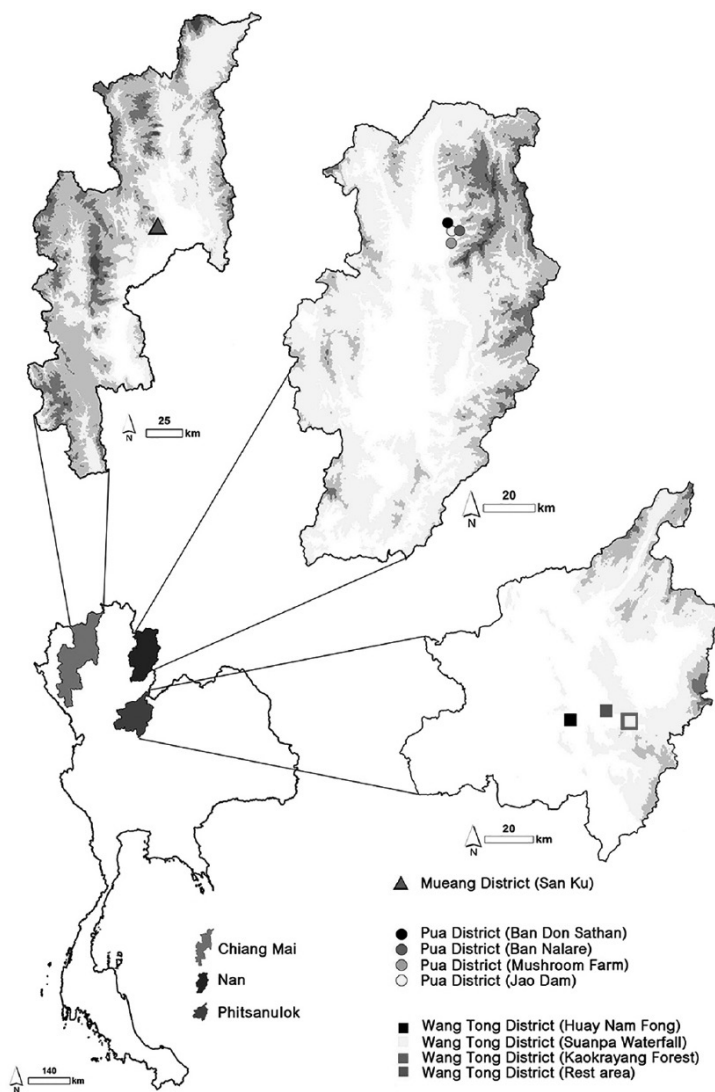 25
N
km
20
N
km
20
N
km
Mueang District (San Ku)
Pua District (Ban Don Sathan)
Pua District (Ban Nalare)
Pua District (Mushroom Farm)
Pua District (Jao Dam)
Chiang Mai
Nan
Phitsanulok
Wang Tong District (Huay Nam Fong)
Wang Tong District (Suanpa Waterfall)
Wang Tong District (Kaokrayang Forest)
Wang Tong District (Rest area)
140
N
km